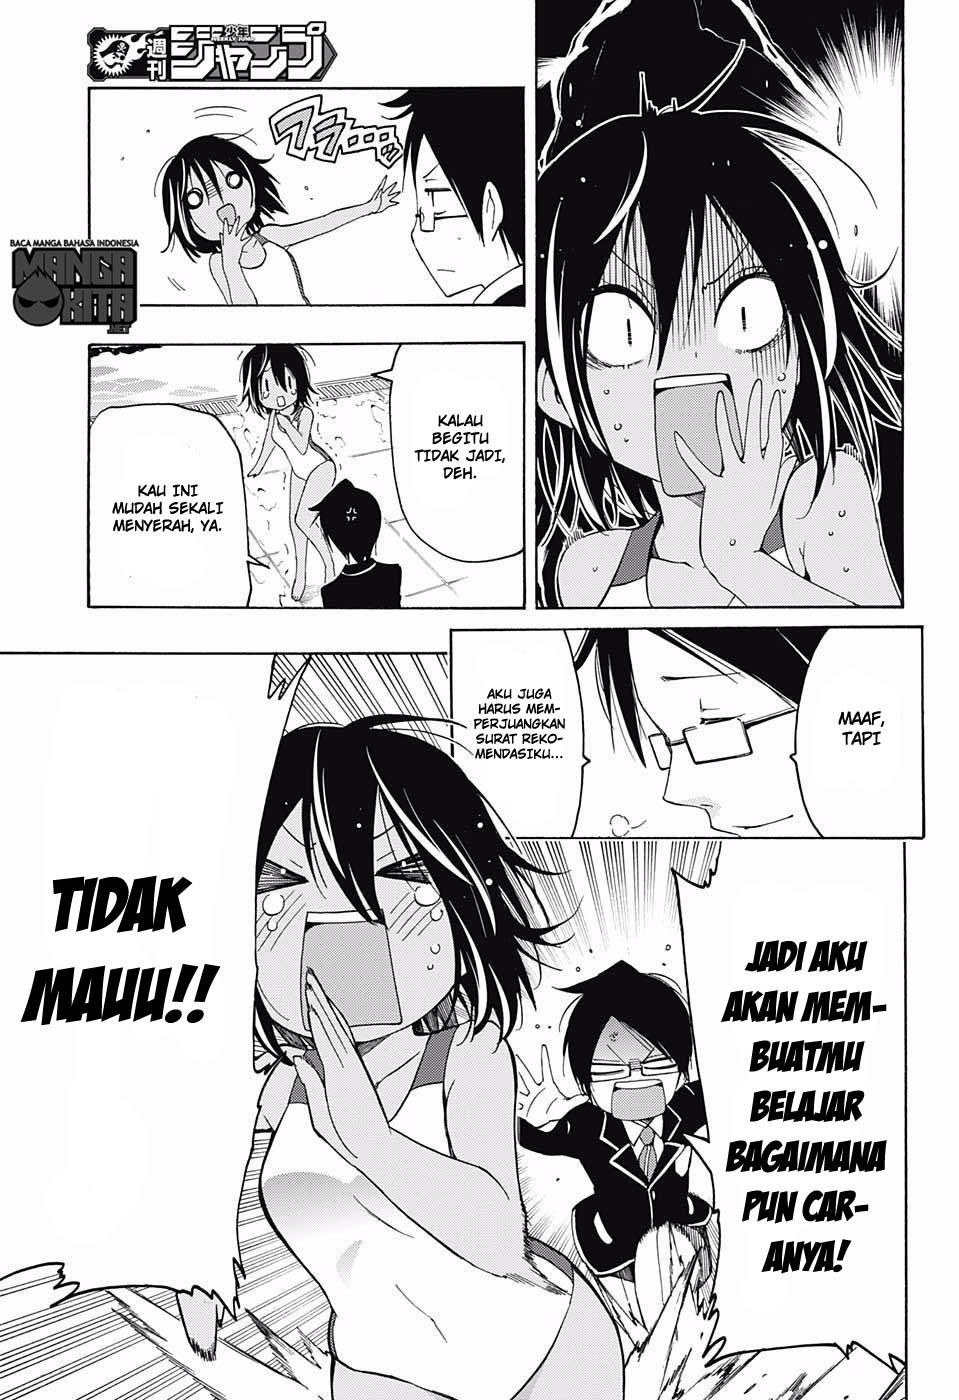 週刊
少年
ジャンプ
フラ……ッ
BACA MANGA BAHASA INDONESIA
MANGA
KITA
.NET
KALAU
BEGITU
TIDAK JADI,
DEH.
KAU INI
MUDAH SEKALI
MENYERAH, YA.
MAAF,
TAPI
AKU JUGA
HARUS MEM-
PERJUANGKAN
SURAT REKO-
MENDASIKU...
JADI AKU
AKAN MEM-
BUATMU
BELAJAR
BAGAIMANA
PUN CAR-
ANYA!
TIDAK
MAUU!!